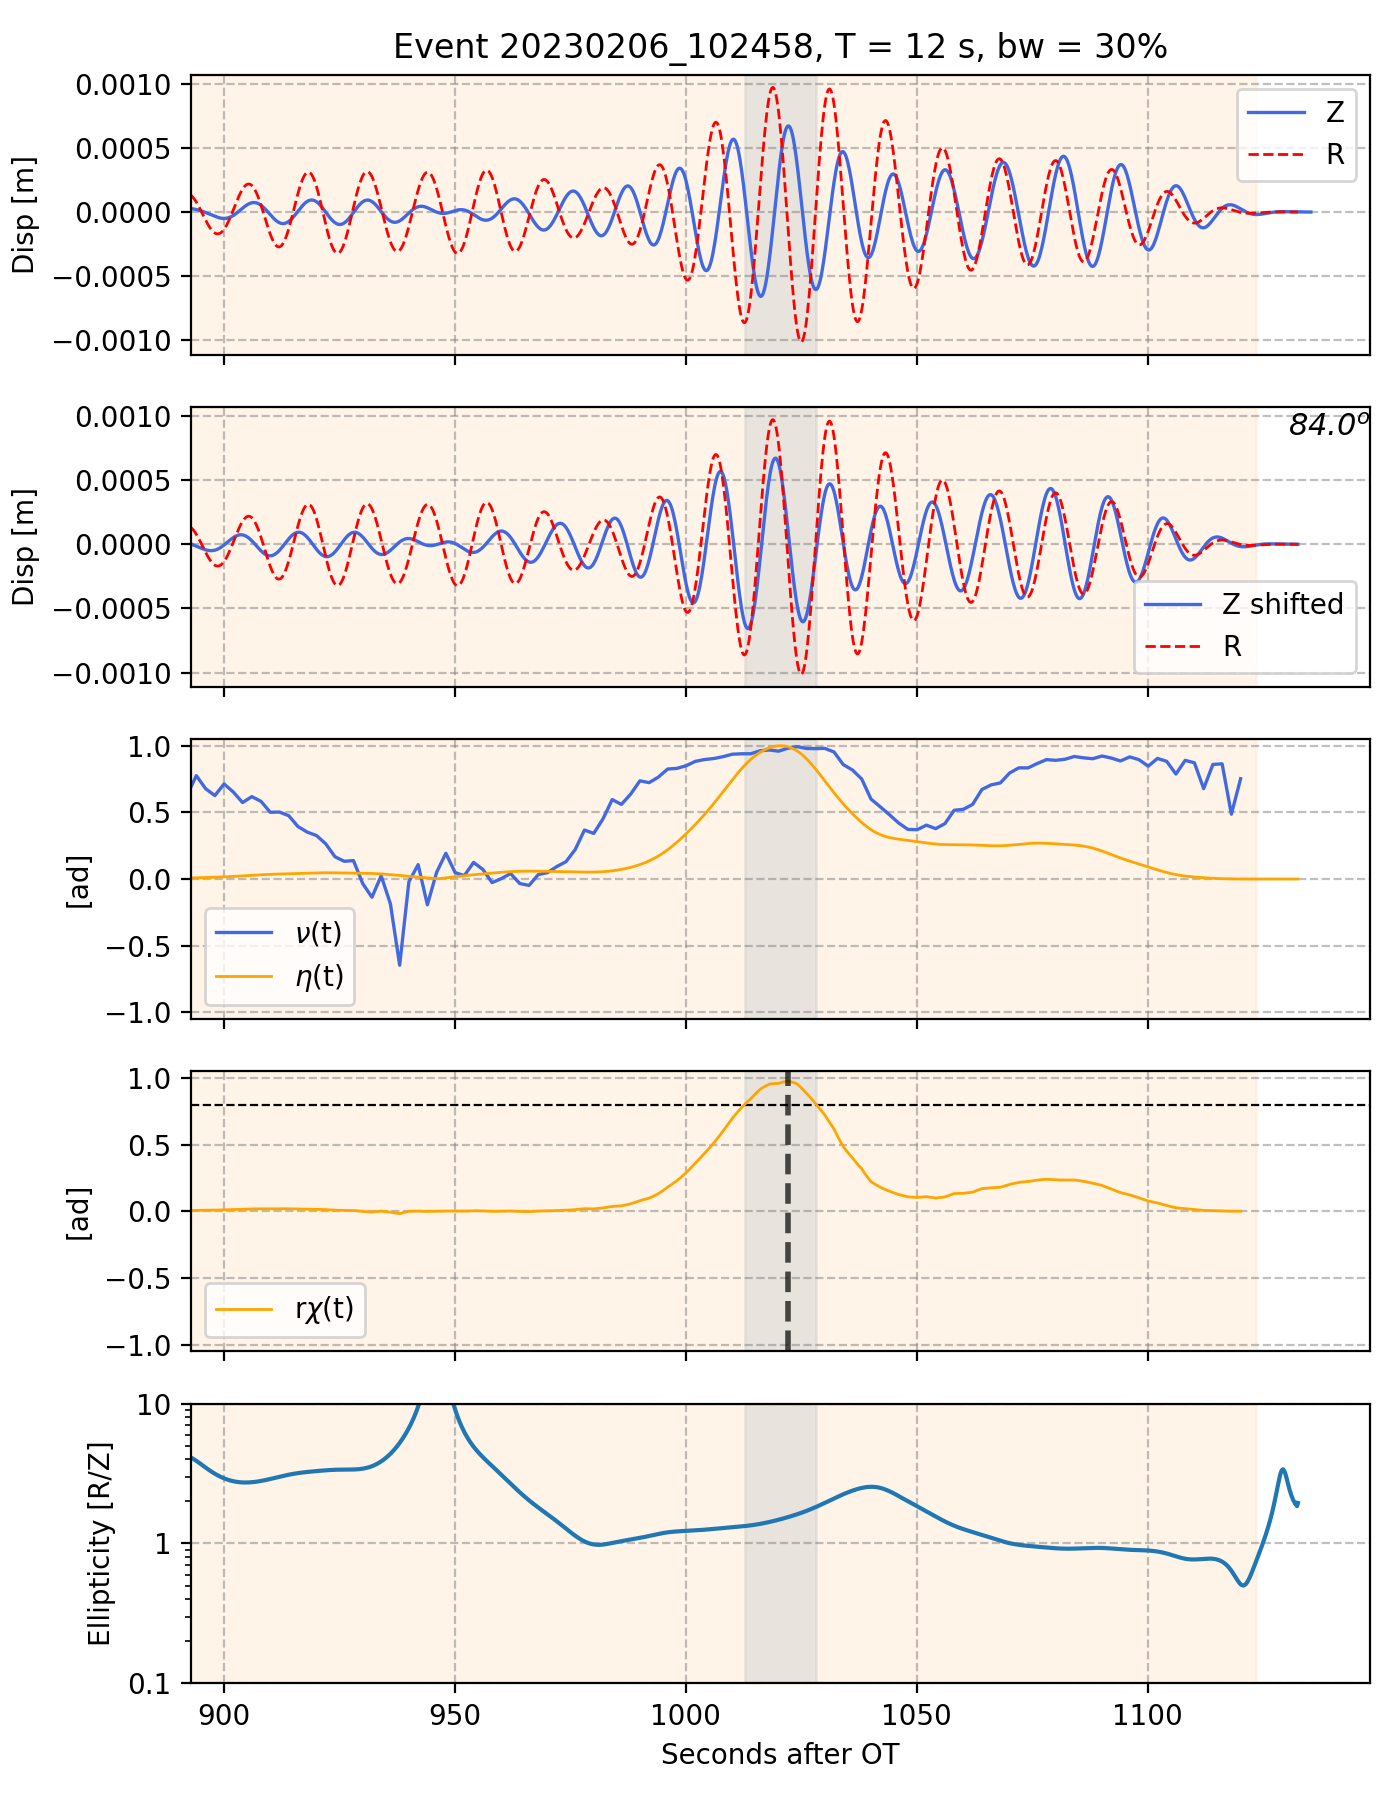 Event 20230206_102458, T = 12 s, bw = 30%
0.0010
0.0005
0.0000
−0.0005
−0.0010
Disp [m]
Z
R
0.0010
0.0005
0.0000
−0.0005
−0.0010
Disp [m]
84.0°
Z shifted
R
1.0
0.5
0.0
−0.5
−1.0
[ad]
ν(t)
η(t)
1.0
0.5
0.0
−0.5
−1.0
[ad]
rχ(t)
10
1
0.1
Ellipticity [R/Z]
900 950 1000 1050 1100
Seconds after OT